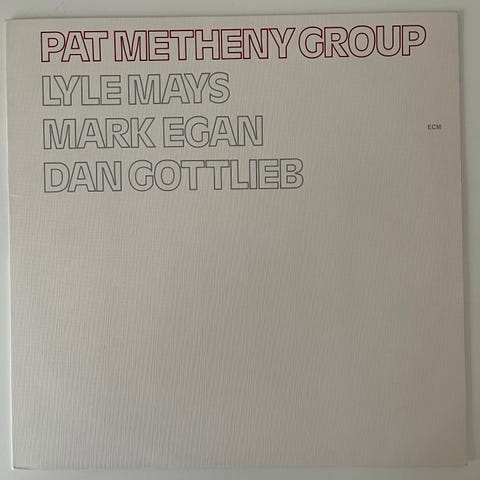 PAT METHENY GROUP
LYLE MAYS
MARK EGAN
ECM
DAN GOTTLIEB